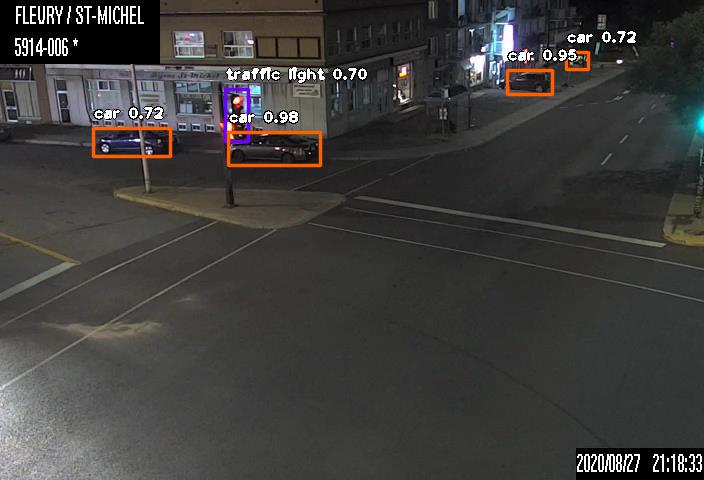 FLEURY / ST-MICHEL
5914-006 *
car 0.72
car 0.95
traffic light 0.70
car 0.72
car 0.98
2020/08/27 21:18:33